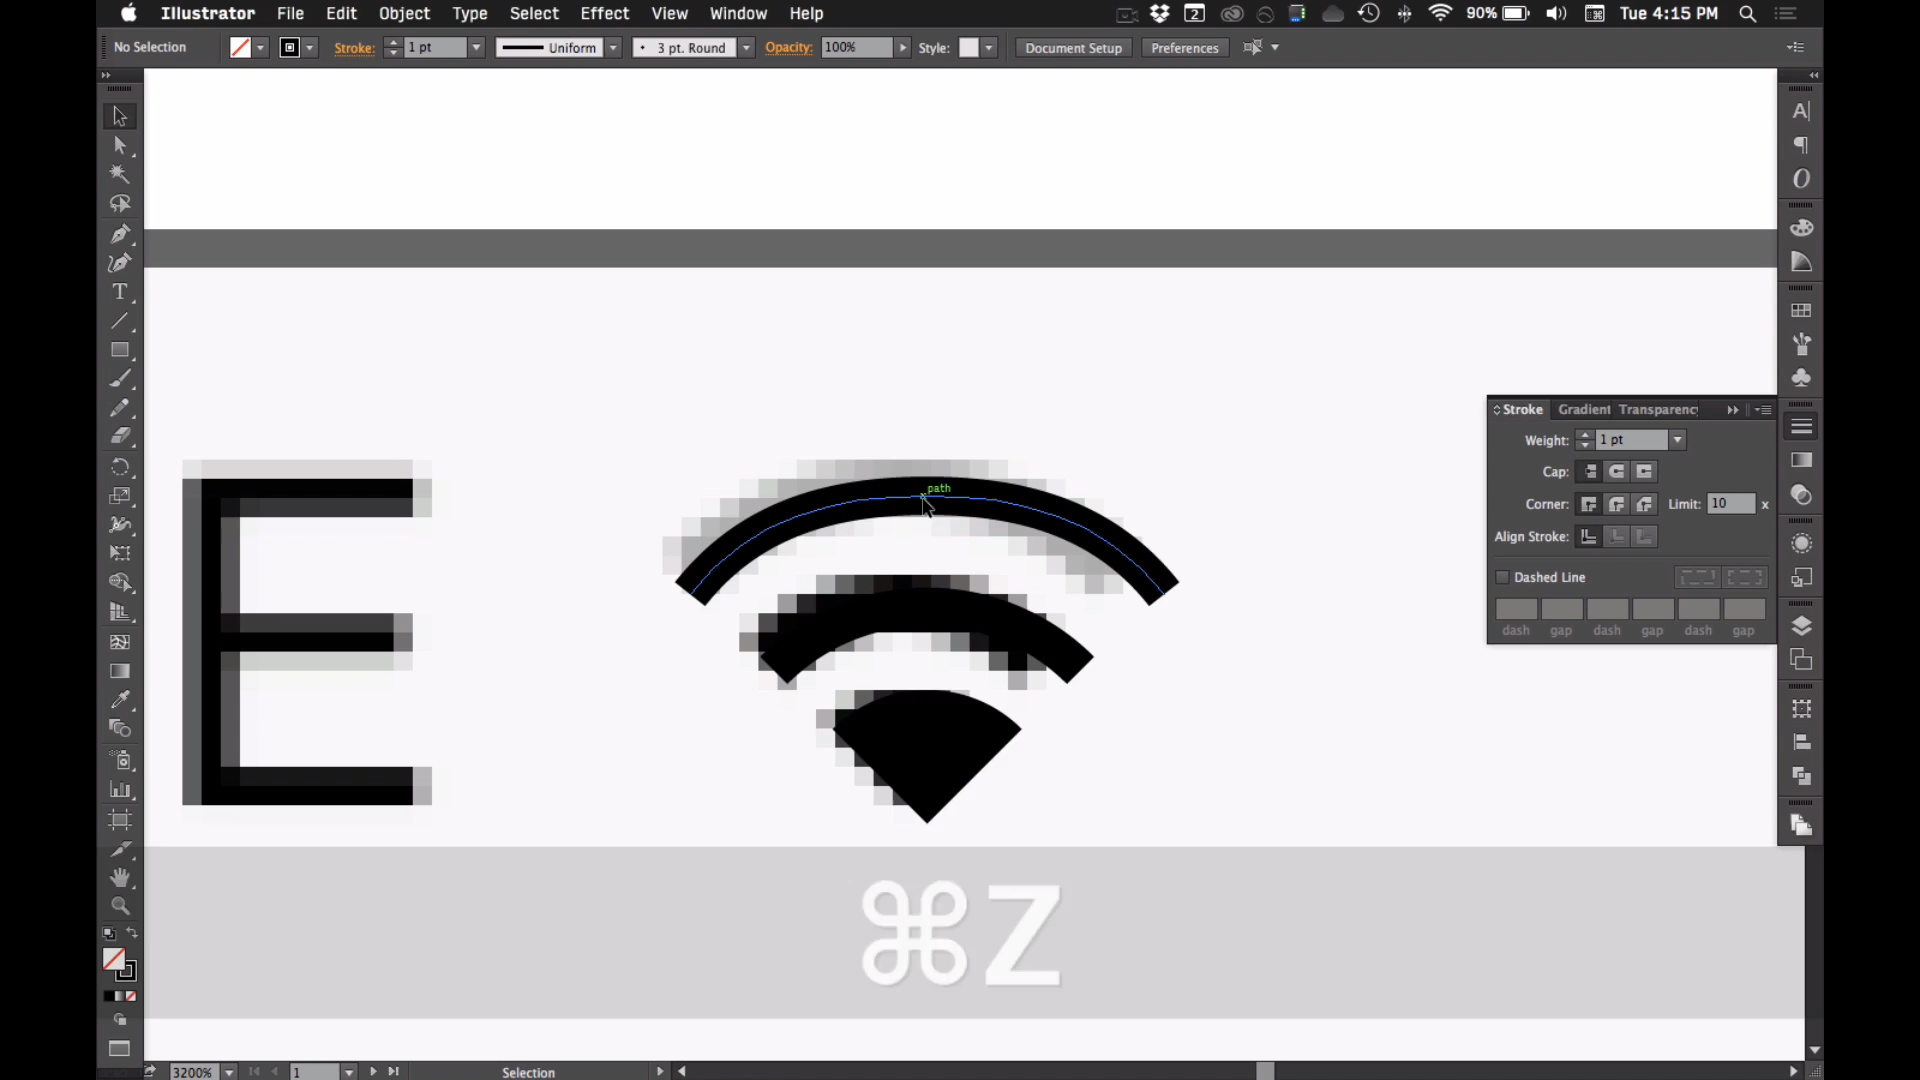 Illustrator File Edit Object Type Select Effect View Window Help 2 90% Tue 4:15 PM
No Selection Stroke: 1 pt Uniform 3 pt. Round Opacity: 100% Style: Document Setup Preferences
path
E
Stroke Gradient Transparency
Weight: 1 pt
Cap:
Corner: Limit: 10 x
Align Stroke:
Dashed Line
dash gap dash gap dash gap
⌘Z
3200% 1 Selection